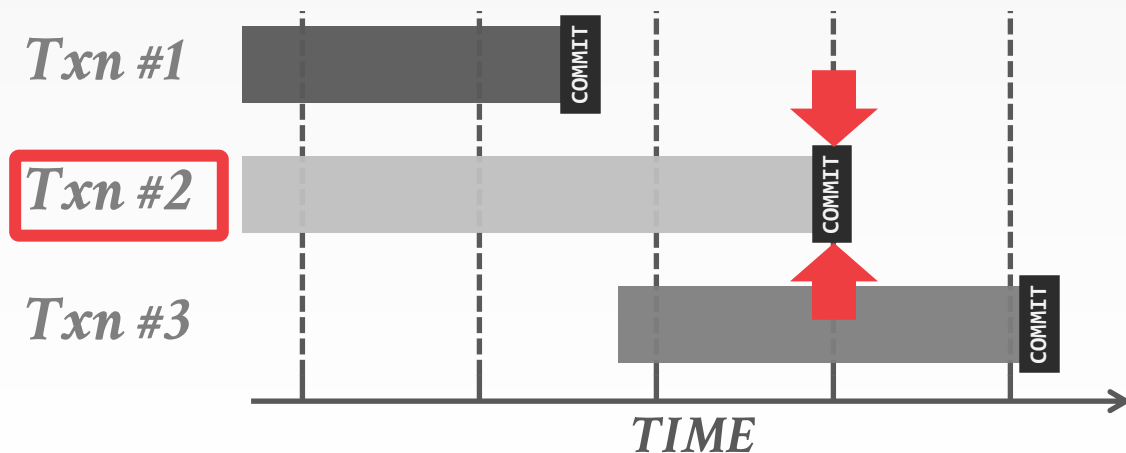 Txn #1
COMMIT
Txn #2
COMMIT
Txn #3
COMMIT
TIME